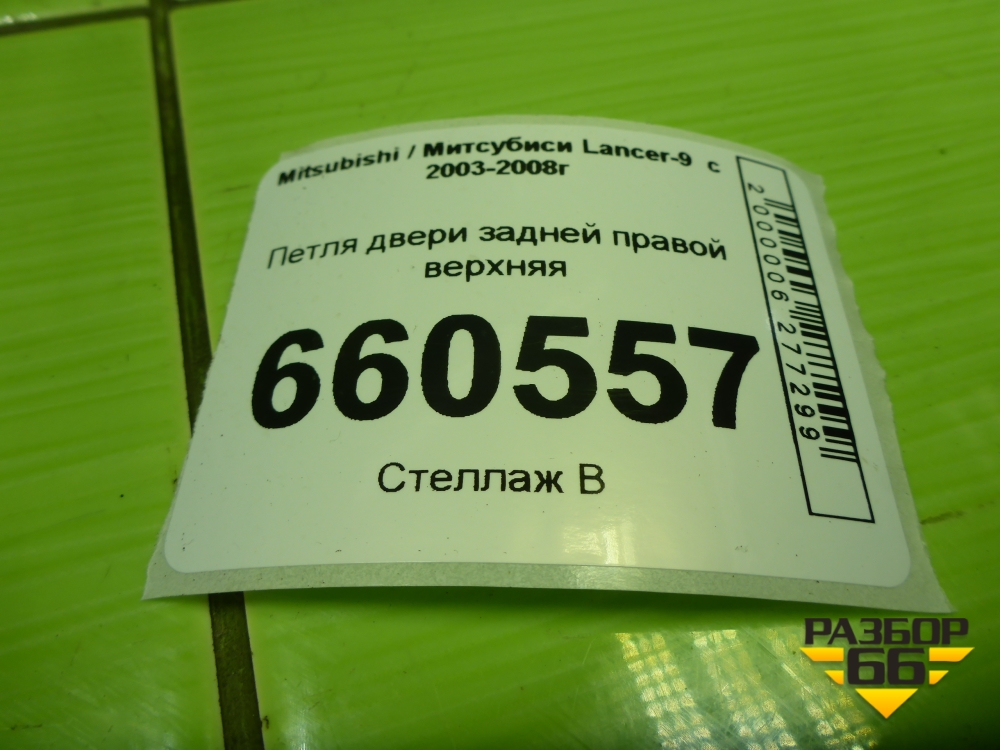 Mitsubishi / Митсубиси Lancer-9 с
2003-2008г
Петля двери задней правой
верхняя
660557
Стеллаж В
2000006277299
РАЗБОР
66